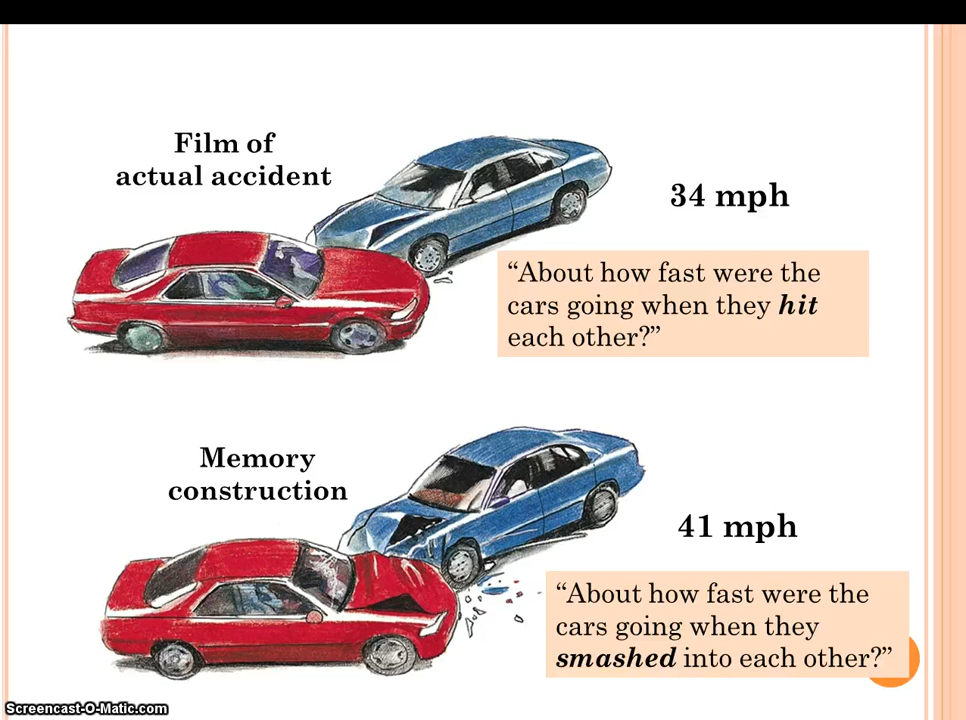 Film of
actual accident
34 mph
“About how fast were the
cars going when they hit
each other?”
Memory
construction
41 mph
“About how fast were the
cars going when they
smashed into each other?”
Screencast-O-Matic.com